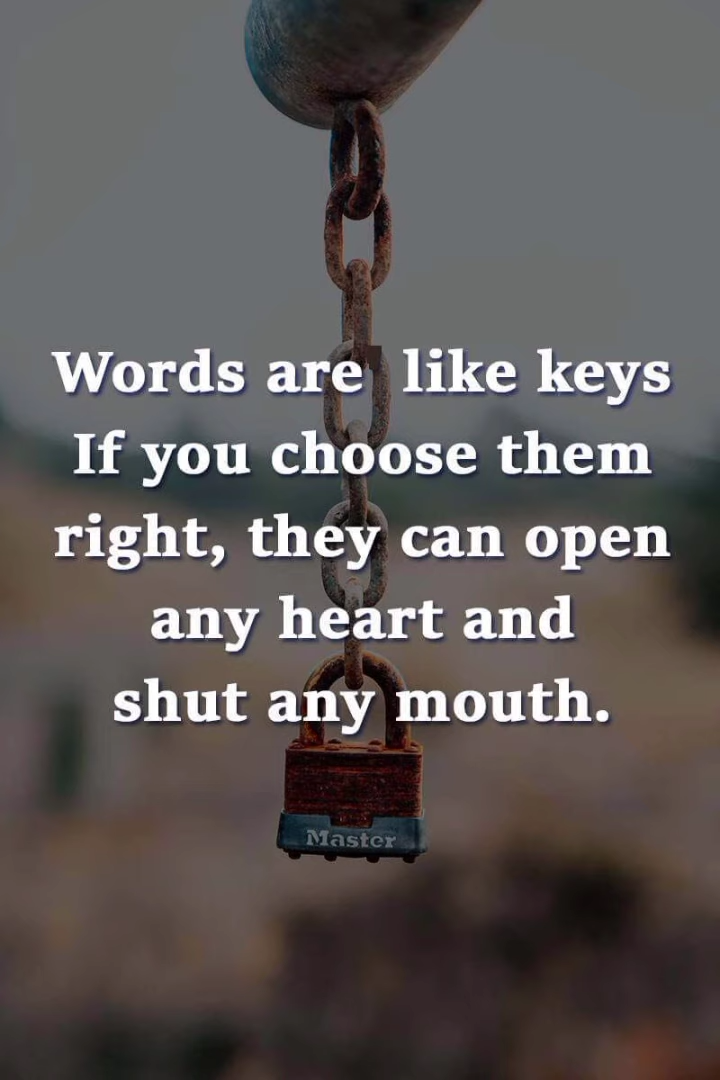 Words are like keys
If you choose them
right, they can open
any heart and
shut any mouth.
Master